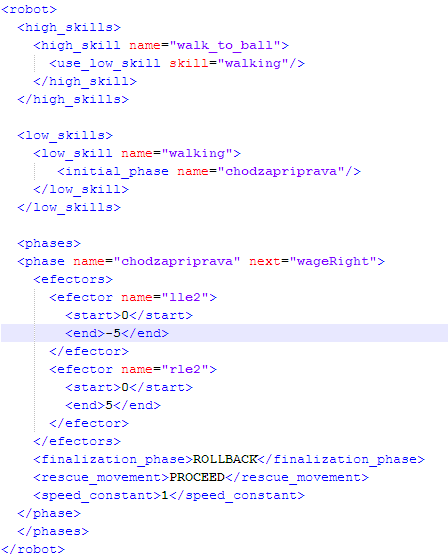 <robot>
<high_skills>
<high_skill name="walk_to_ball">
<use_low_skill skill="walking"/>
</high_skill>
</high_skills>
<low_skills>
<low_skill name="walking">
<initial_phase name="chodzapriprava"/>
</low_skill>
</low_skills>
<phases>
<phase name="chodzapriprava" next="wageRight">
<efectors>
<efector name="lle2">
<start>0</start>
<end>-5</end>
</efector>
<efector name="rle2">
<start>0</start>
<end>5</end>
</efector>
</efectors>
<finalization_phase>ROLLBACK</finalization_phase>
<rescue_movement>PROCEED</rescue_movement>
<speed_constant>1</speed_constant>
</phase>
</phases>
</robot>